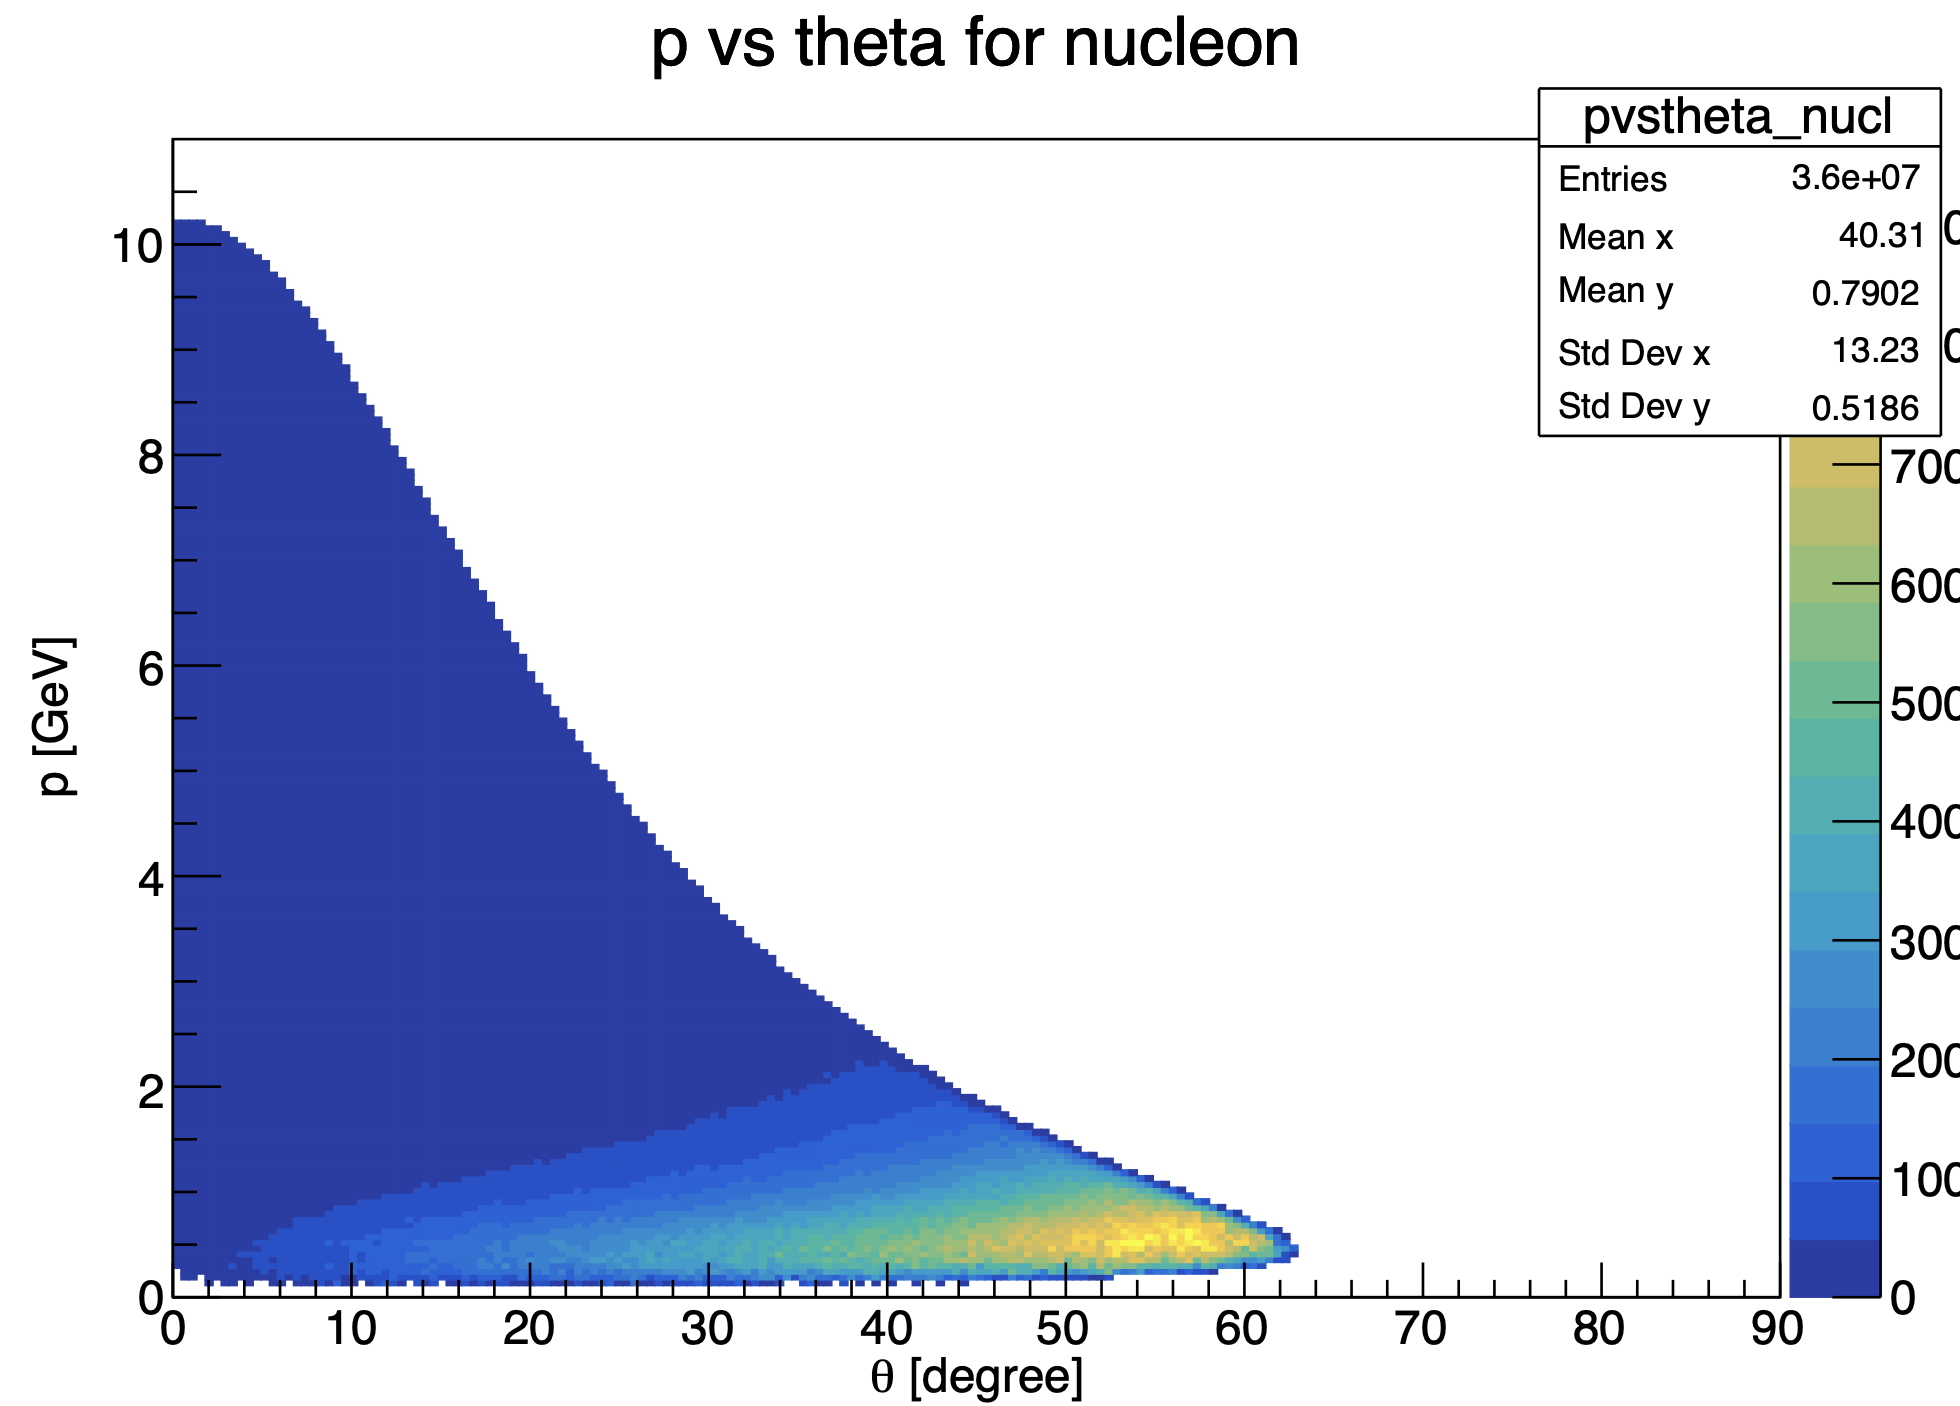 p vs theta for nucleon
pvstheta_nucl
Entries 3.6e+07
Mean x 40.31
Mean y 0.7902
Std Dev x 13.23
Std Dev y 0.5186
p [GeV]
10
8
6
4
2
0
0 10 20 30 40 50 60 70 80 90
θ [degree]
700
600
500
400
300
200
100
0